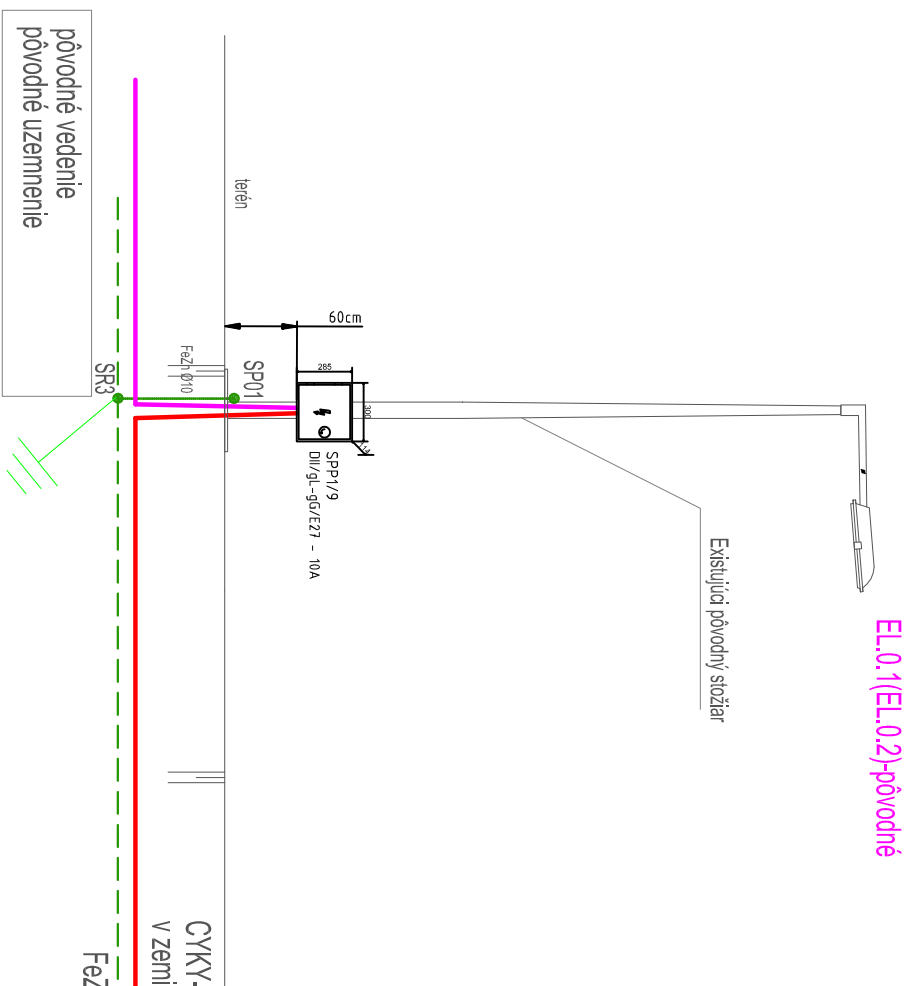 EL.0.1(EL.0.2)-pôvodné
Existujúci pôvodný stožiar
60cm
285
300
SPP1/9
DII/gL-gG/E27 - 10A
terén
SP01
FeZn Ø10
SR3
CYKY-
v zemi
FeZ
pôvodné vedenie
pôvodné uzemnenie